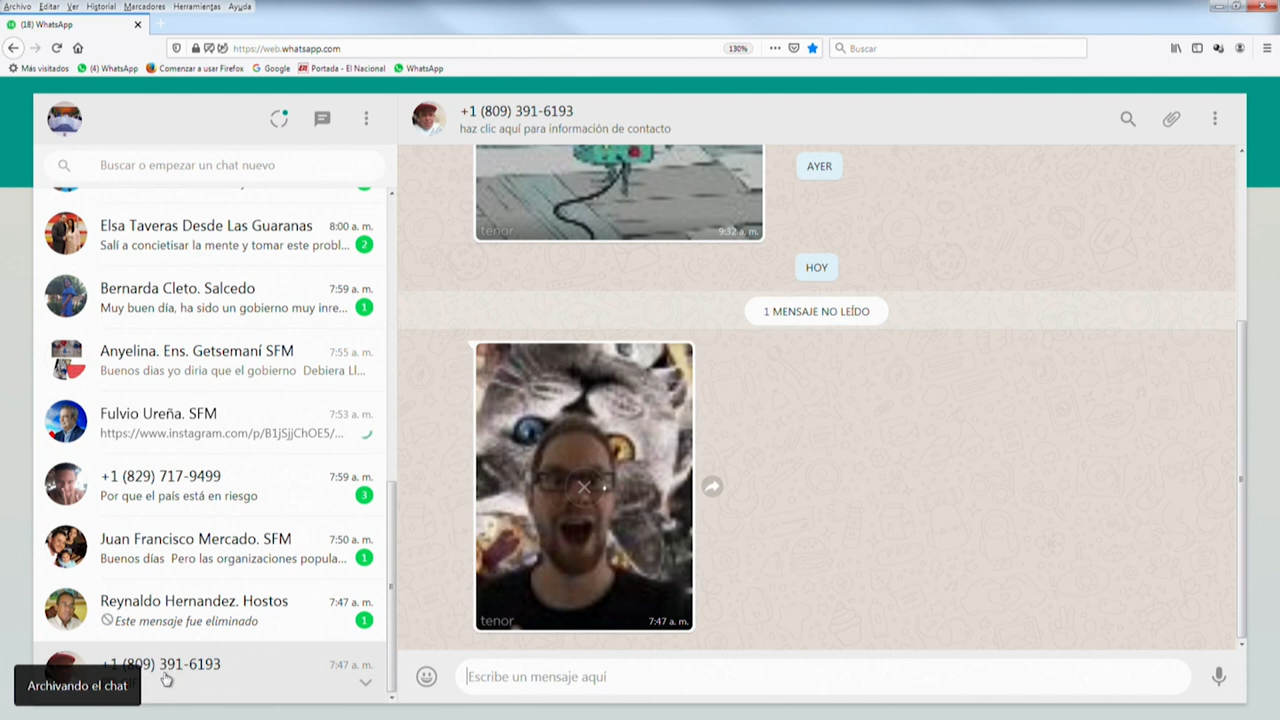 Archivo Editar Ver Historial Marcadores Herramientas Ayuda
(18) WhatsApp
https://web.whatsapp.com
130%
Buscar
Más visitados (4) WhatsApp Comenzar a usar Firefox Google Portada - El Nacional WhatsApp
+1 (809) 391-6193
haz clic aquí para información de contacto
Buscar o empezar un chat nuevo
Elsa Taveras Desde Las Guaranas 8:00 a. m.
Salí a concietisar la mente y tomar este probl... 2
Bernarda Cleto. Salcedo 7:59 a. m.
Muy buen día, ha sido un gobierno muy inre... 1
Anyelina. Ens. Getsemaní SFM 7:55 a. m.
Buenos dias yo diria que el gobierno Debiera Ll...
Fulvio Ureña. SFM 7:53 a. m.
https://www.instagram.com/p/B1jSjjChOE5/...
+1 (829) 717-9499 7:59 a. m.
Por que el país está en riesgo 3
Juan Francisco Mercado. SFM 7:50 a. m.
Buenos días Pero las organizaciones popula... 1
Reynaldo Hernandez. Hostos 7:47 a. m.
Este mensaje fue eliminado 1
+1 (809) 391-6193 7:47 a. m.
Archivando el chat
AYER
tenor 9:32 a. m.
HOY
1 MENSAJE NO LEÍDO
tenor 7:47 a. m.
Escribe un mensaje aquí